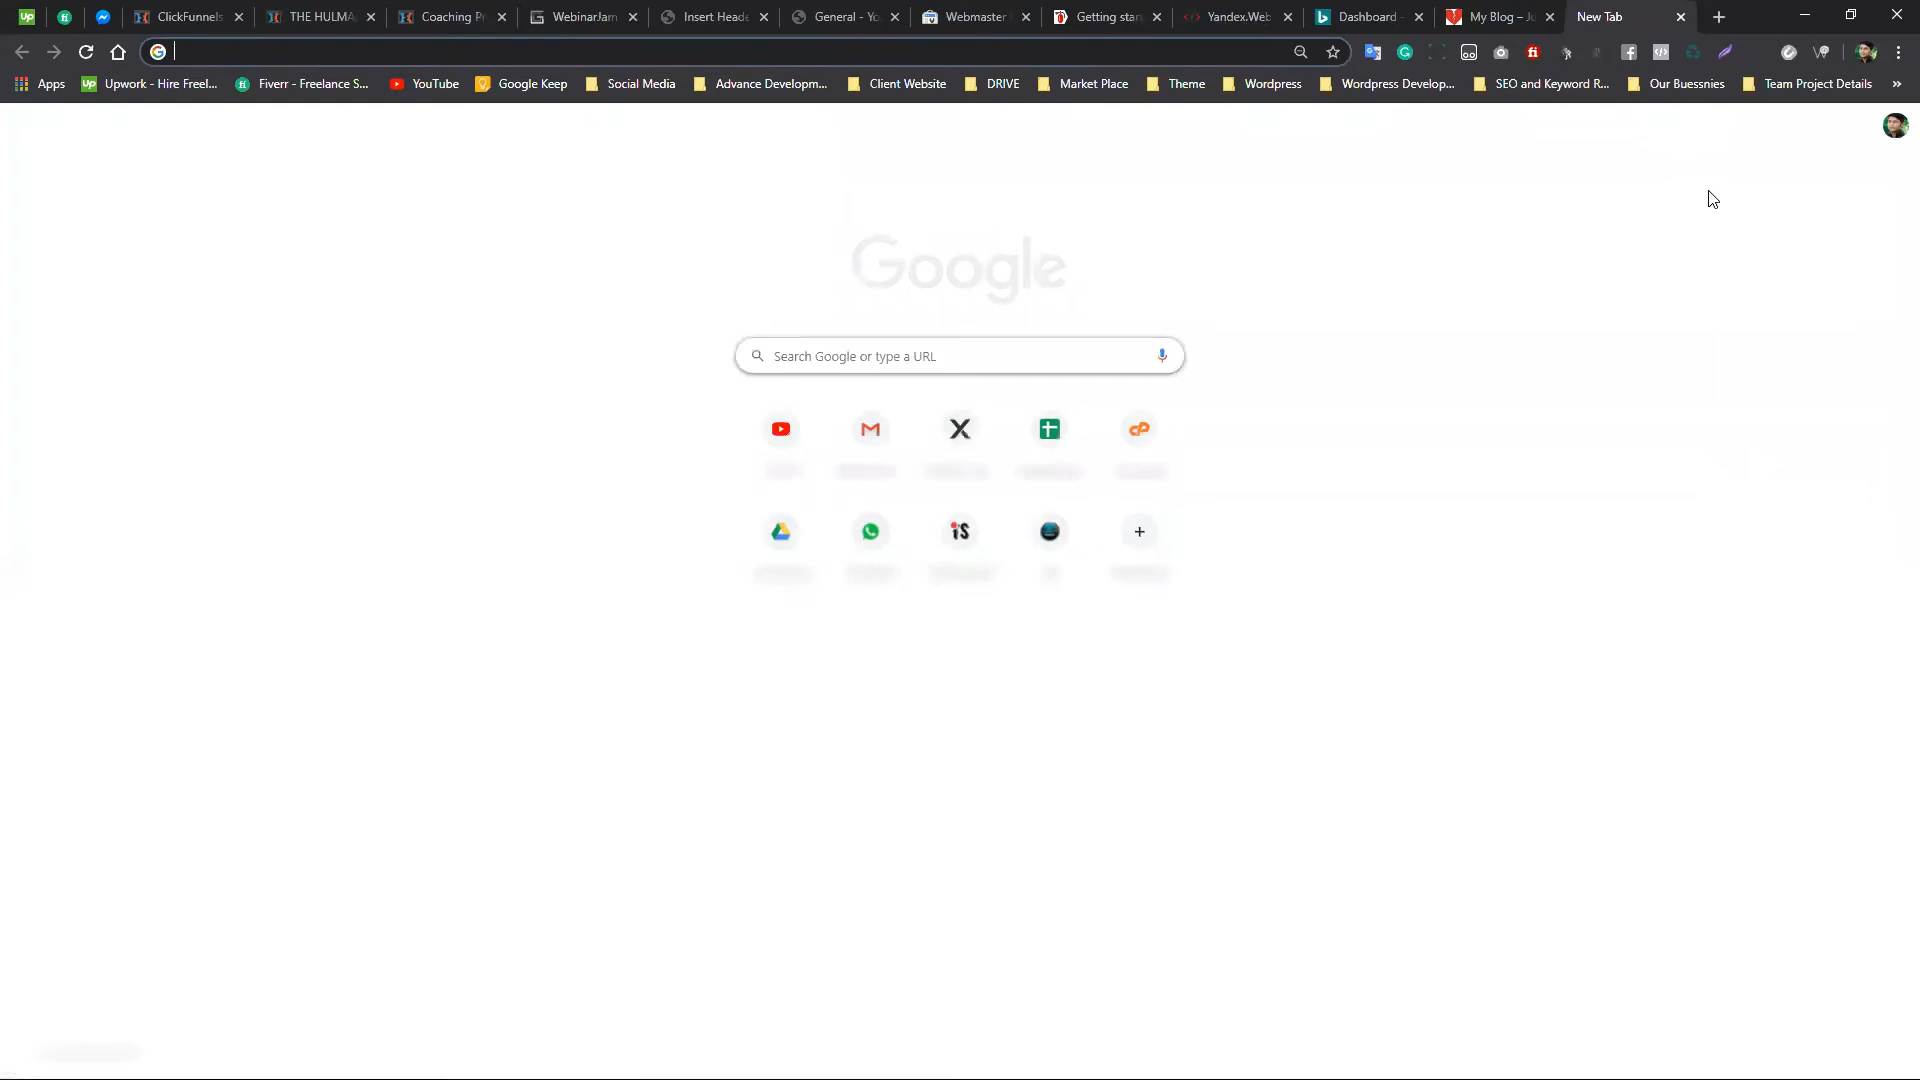 Up fi ClickFunnels THE HULMA Coaching P WebinarJam Insert Heade General - Yo Webmaster Getting star Yandex.Web Dashboard - My Blog – Ju New Tab
Apps Upwork - Hire Freel... Fiverr - Freelance S... YouTube Google Keep Social Media Advance Developm... Client Website DRIVE Market Place Theme Wordpress Wordpress Develop... SEO and Keyword R... Our Buessnies Team Project Details »
Google
Search Google or type a URL